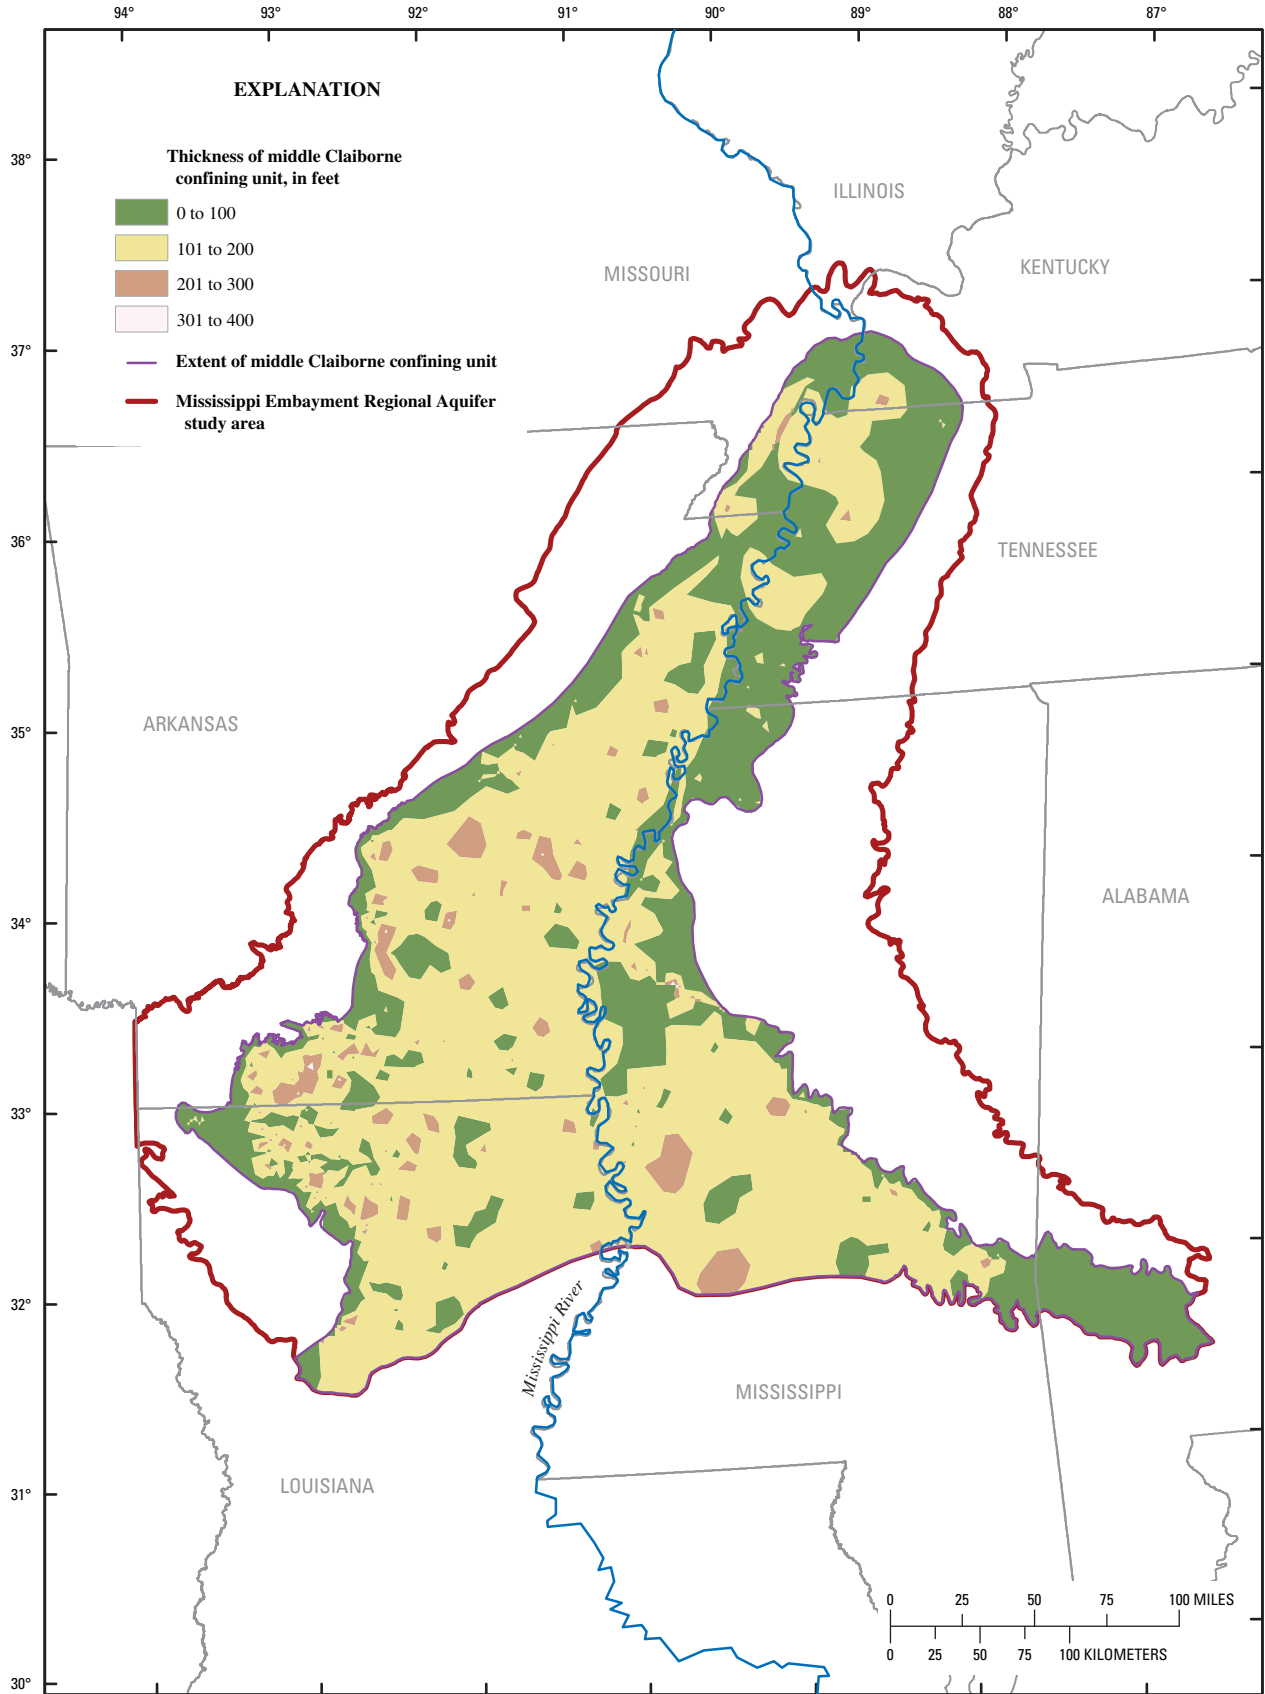 94° 93° 92° 91° 90° 89° 88° 87°
EXPLANATION
Thickness of middle Claiborne
confining unit, in feet
0 to 100
101 to 200
201 to 300
301 to 400
Extent of middle Claiborne confining unit
Mississippi Embayment Regional Aquifer
study area
38°
37°
36°
35°
34°
33°
32°
31°
30°
ILLINOIS
MISSOURI
KENTUCKY
TENNESSEE
ARKANSAS
ALABAMA
Mississippi River
MISSISSIPPI
LOUISIANA
0 25 50 75 100 MILES
0 25 50 75 100 KILOMETERS